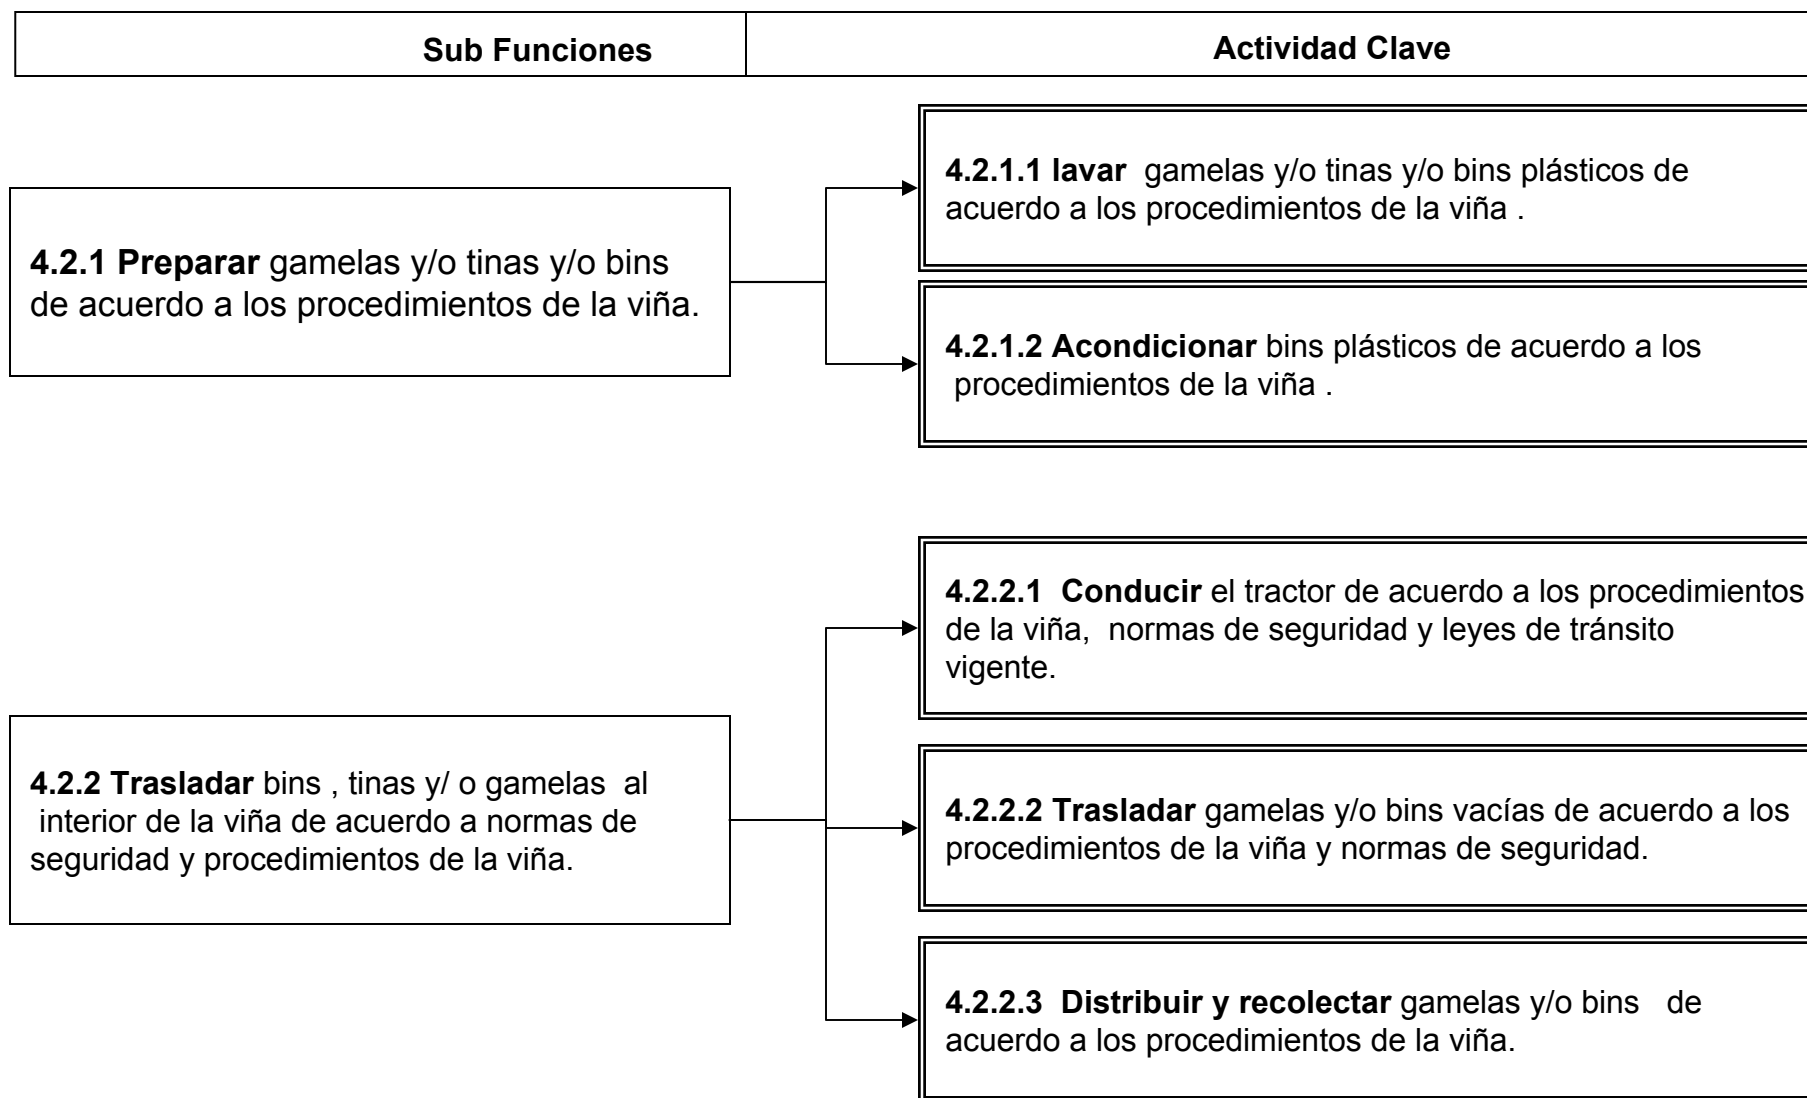 Sub Funciones
Actividad Clave
4.2.1 Preparar gamelas y/o tinas y/o bins
de acuerdo a los procedimientos de la viña.
4.2.1.1 lavar gamelas y/o tinas y/o bins plásticos de
acuerdo a los procedimientos de la viña .
4.2.1.2 Acondicionar bins plásticos de acuerdo a los
procedimientos de la viña .
4.2.2 Trasladar bins , tinas y/ o gamelas al
interior de la viña de acuerdo a normas de
seguridad y procedimientos de la viña.
4.2.2.1 Conducir el tractor de acuerdo a los procedimientos
de la viña, normas de seguridad y leyes de tránsito
vigente.
4.2.2.2 Trasladar gamelas y/o bins vacías de acuerdo a los
procedimientos de la viña y normas de seguridad.
4.2.2.3 Distribuir y recolectar gamelas y/o bins de
acuerdo a los procedimientos de la viña.